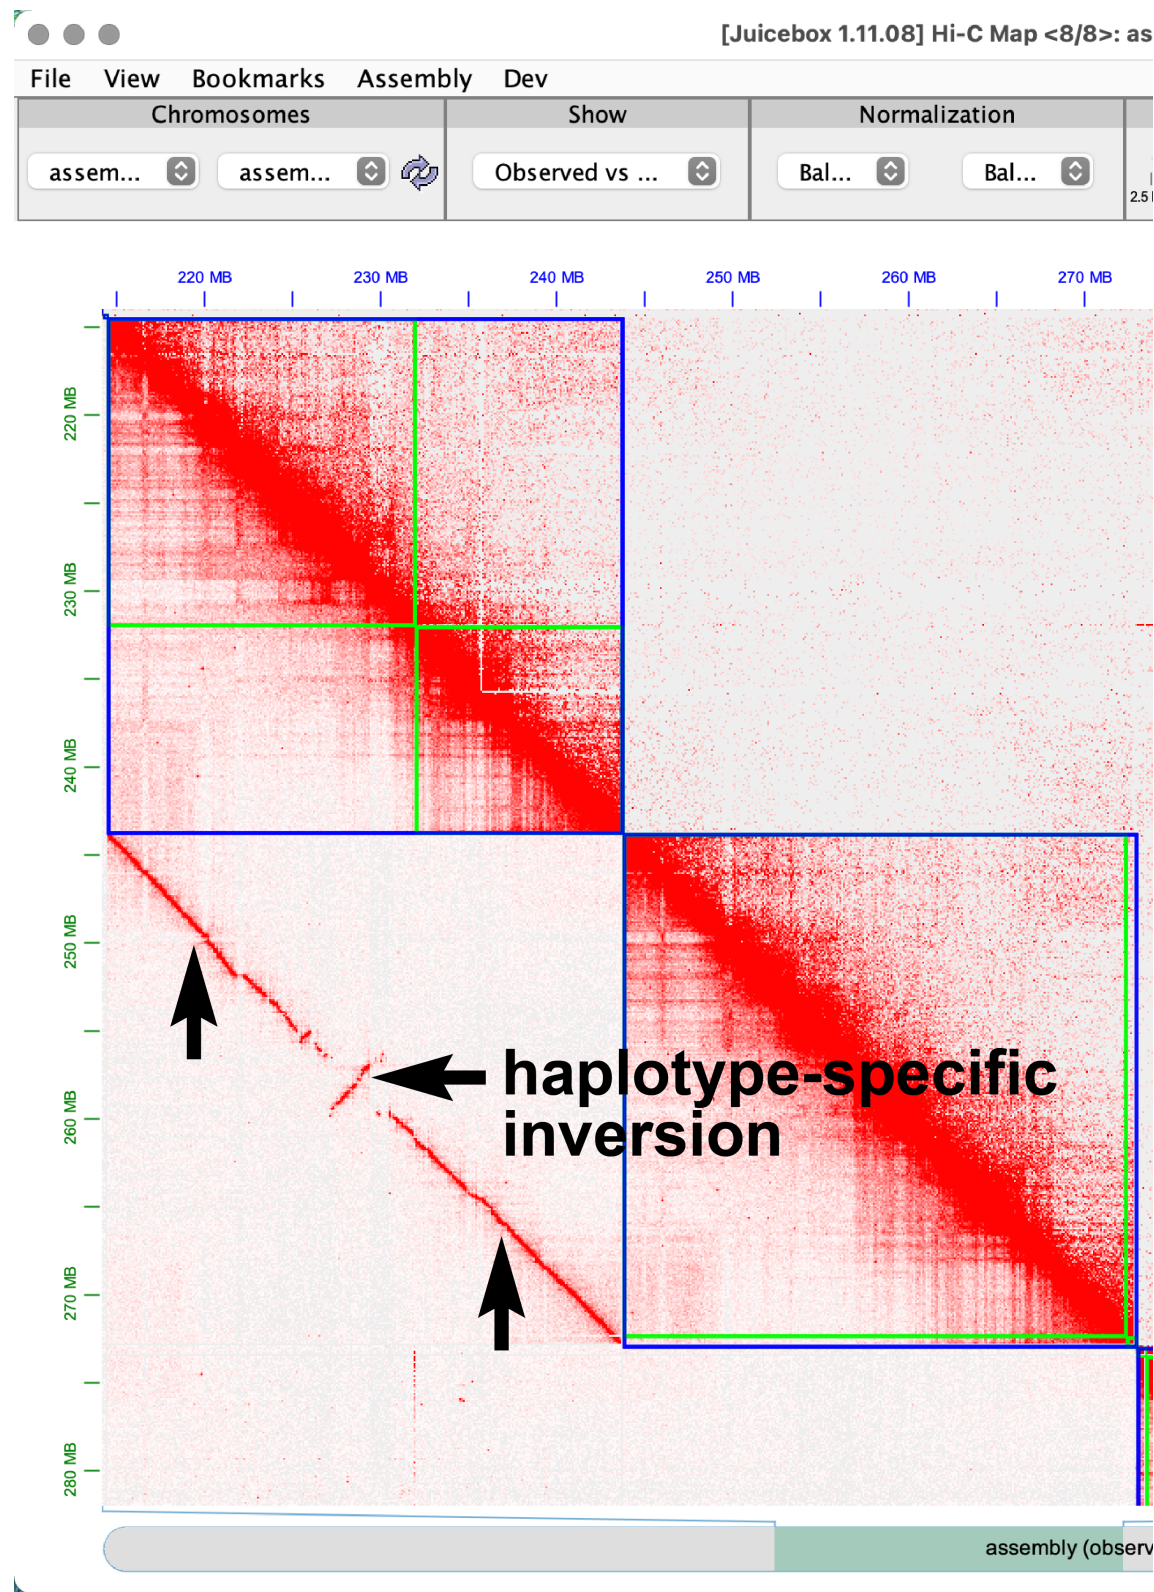 [Juicebox 1.11.08] Hi-C Map <8/8>: as
File View Bookmarks Assembly Dev
Chromosomes Show Normalization
assem... assem... Observed vs ... Bal... Bal...
2.5
220 MB 230 MB 240 MB 250 MB 260 MB 270 MB
220 MB
230 MB
240 MB
250 MB
260 MB
270 MB
280 MB
haplotype-specific
inversion
assembly (observ